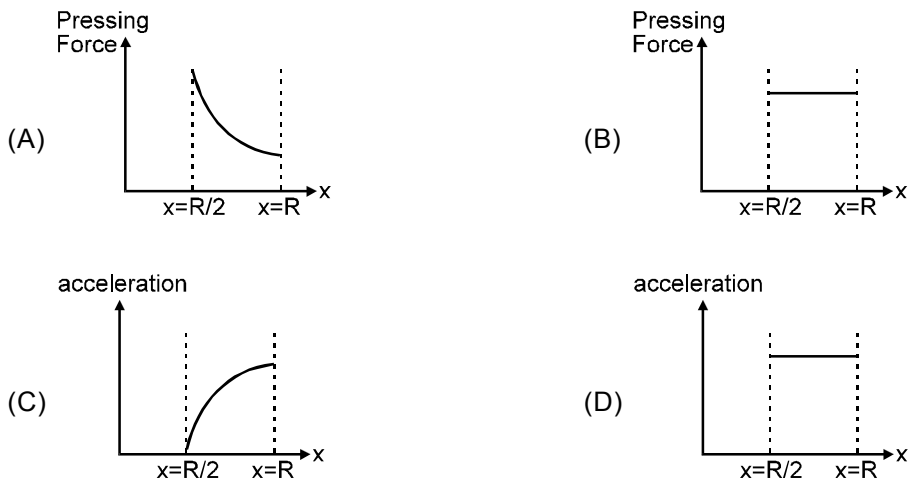 Pressing
Force
(A)
x
x=R/2
x=R
Pressing
Force
(B)
x
x=R/2
x=R
acceleration
(C)
x
x=R/2
x=R
acceleration
(D)
x
x=R/2
x=R